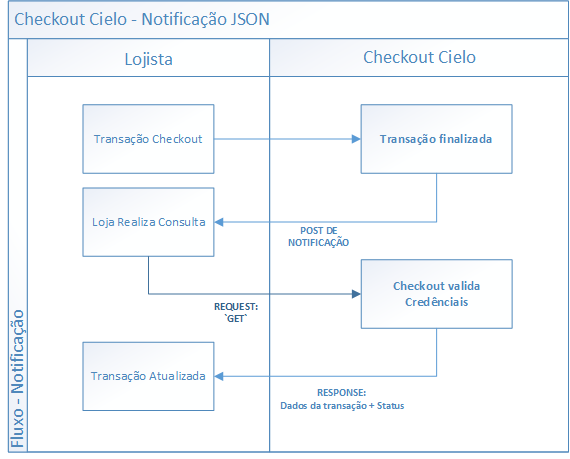 Checkout Cielo - Notificação JSON
Lojista
Checkout Cielo
Fluxo - Notificação
Transação Checkout
Transação finalizada
Loja Realiza Consulta
POST DE
NOTIFICAÇÃO
Checkout valida
Credênciais
REQUEST:
`GET`
Transação Atualizada
RESPONSE:
Dados da transação + Status